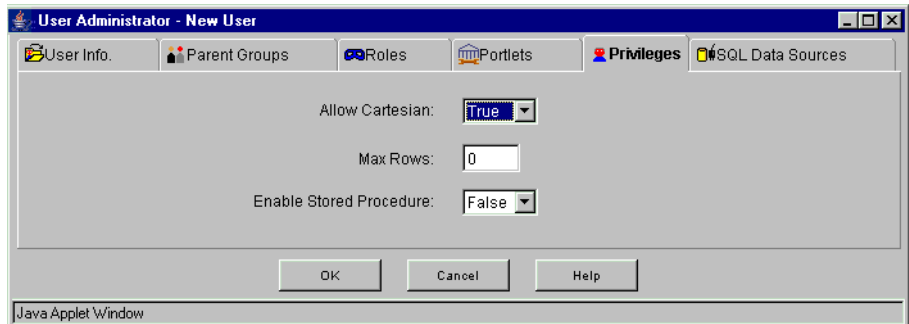 User Administrator - New User
User Info. Parent Groups Roles Portlets Privileges SQL Data Sources
Allow Cartesian: True
Max Rows: 0
Enable Stored Procedure: False
OK Cancel Help
Java Applet Window